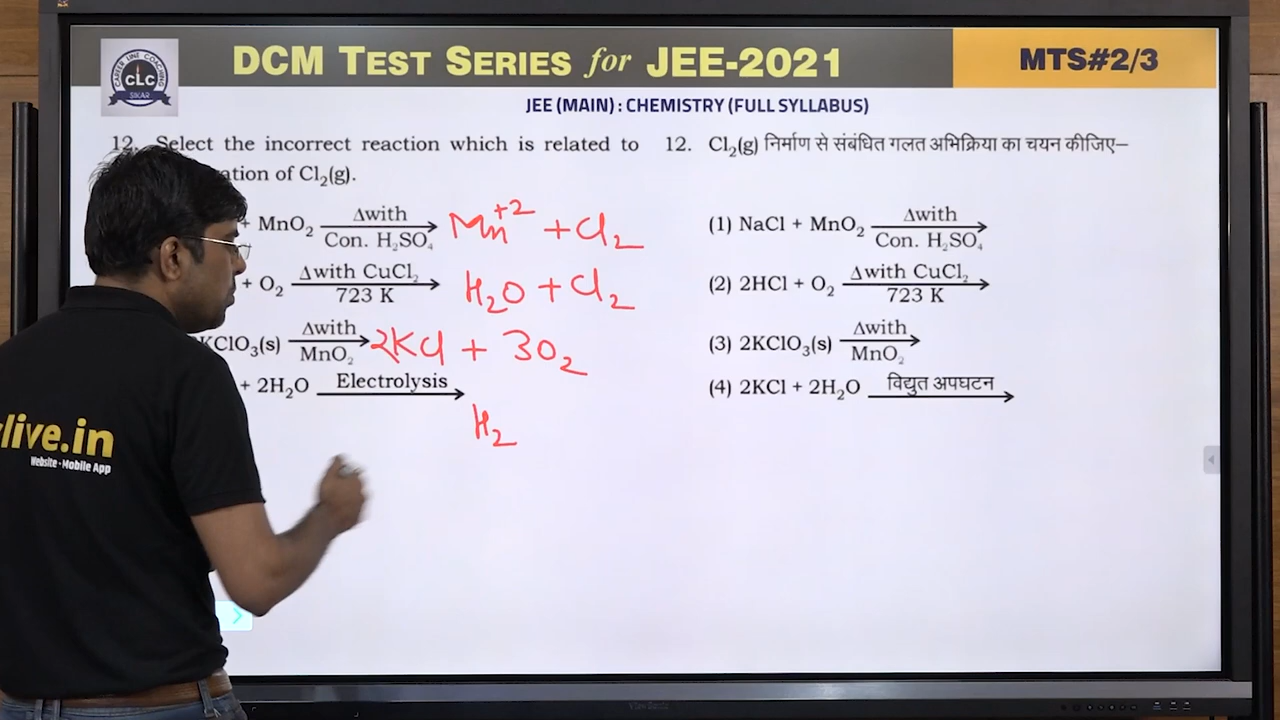 DCM TEST SERIES for JEE-2021
MTS#2/3
CAREER LINE COACHING
CLC
SIKAR
JEE (MAIN) : CHEMISTRY (FULL SYLLABUS)
12. Select the incorrect reaction which is related to
ation of Cl₂(g).
+ MnO₂ Δwith Con. H₂SO₄ → Mn⁺² + Cl₂
+ O₂ Δwith CuCl₂ 723 K → H₂O + Cl₂
KClO₃(s) Δwith MnO₂ → 2KCl + 3O₂
+ 2H₂O Electrolysis →
H₂
12. Cl₂(g) निर्माण से संबंधित गलत अभिक्रिया का चयन कीजिए–
(1) NaCl + MnO₂ Δwith Con. H₂SO₄ →
(2) 2HCl + O₂ Δwith CuCl₂ 723 K →
(3) 2KClO₃(s) Δwith MnO₂ →
(4) 2KCl + 2H₂O विद्युत अपघटन →
live.in
Website • Mobile App
ViewSonic